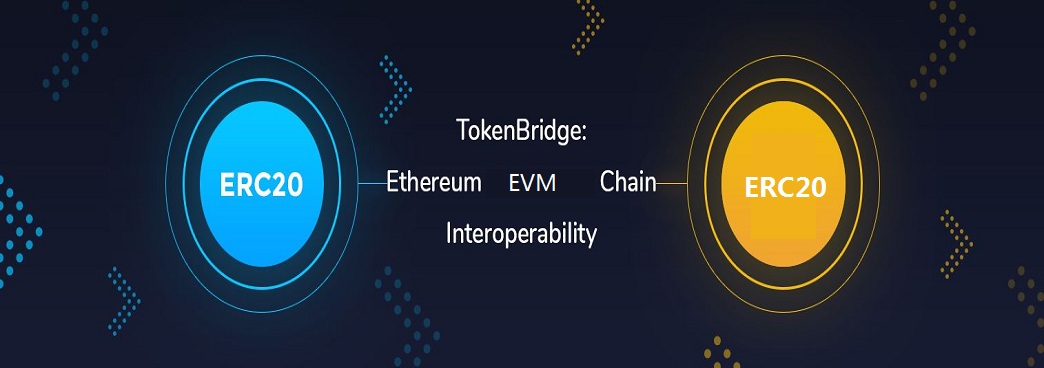 ERC20
TokenBridge:
Ethereum EVM Chain
Interoperability
ERC20